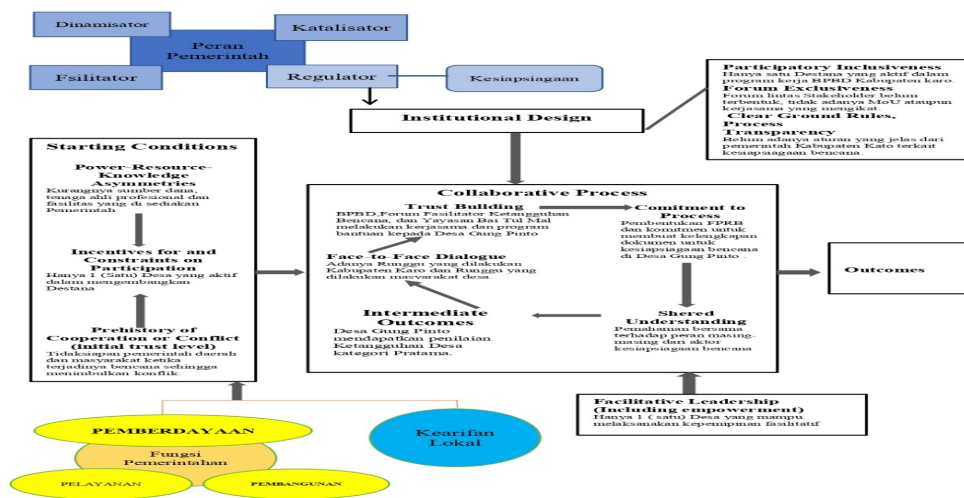 Dinamisator
Katalisator
Peran
Pemerintah
Fsilitator
Regulator
Kesiapsiagaan
Institutional Design
Participatory Inclusiveness
Hanya satu Destana yang aktif dalam
program kerja BPBD Kabupaten karo.
Forum Exclusiveness
Forum lintas Stakeholder belum
terbentuk, tidak adanya MoU ataupun
kerjasama yang mengikat.
Clear Ground Rules,
Process
Transparency
Belum adanya aturan yang jelas dari
pemerintah Kabupaten Kato terkait
kesiapsiagaan bencana.
Starting Conditions
Power-Resource-
Knowledge
Asymmetries
Kurangnya sumber dana,
tenaga ahli profesional dan
fasilitas yang di sediakan
Pemerintah
Incentives for and
Constraints on
Participation
Hanya 1 (Satu) Desa yang aktif
dalam mengembangkan
Destana
Prehistory of
Cooperation or Conflict
(initial trust level)
Tidaksiapan pemerintah daerah
dan masyarakat ketika
terjadinya bencana sehingga
menimbulkan konflik.
Collaborative Process
Trust Building
BPBD,Forum Fasilitator Ketangguhan
Bencana, dan Yayasan Bai Tul Mal
melakukan kerjasama dan program
bantuan kepada Desa Gung Pinto
Comitment to
Process
Pembentukan FPRB
dan komitmen untuk
membuat kelengkapan
dokumen untuk
kesiapsiagaan bencana
di Desa Gung Pinto .
Face-to-Face Dialogue
Adanya Runggu yang dilakukan
Kabupaten Karo dan Runggu yang
dilakukan masyarakat desa.
Intermediate
Outcomes
Desa Gung Pinto
mendapatkan penilaian
Ketangguhan Desa
kategori Pratama.
Shared
Understanding
Pemahaman bersama
terhadap peran masing-
masing dari aktor
kesiapsiagaan bencana
Outcomes
Facilitative Leadership
(Including empowerment)
Hanya 1 ( satu) Desa yang mampu
melaksanakan kepemipinan fasilitatif
PEMBERDAYAAN
Fungsi
Pemerintahan
PELAYANAN
PEMBANGUNAN
Kearifan
Lokal